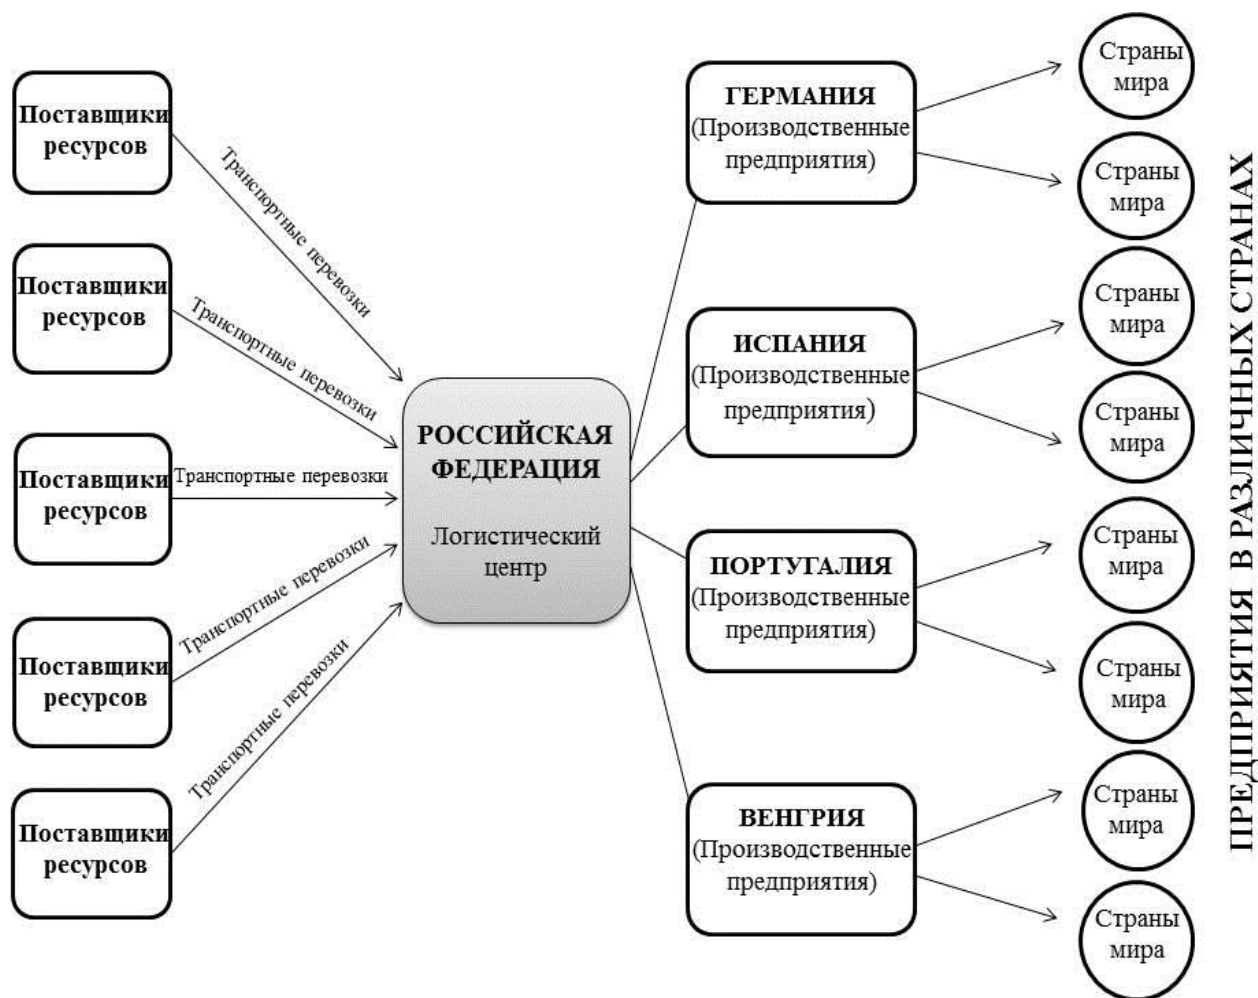 Поставщики
ресурсов
Поставщики
ресурсов
Поставщики
ресурсов
Поставщики
ресурсов
Поставщики
ресурсов
Транспортные перевозки
Транспортные перевозки
Транспортные перевозки
Транспортные перевозки
Транспортные перевозки
РОССИЙСКАЯ
ФЕДЕРАЦИЯ
Логистический
центр
ГЕРМАНИЯ
(Производственные
предприятия)
ИСПАНИЯ
(Производственные
предприятия)
ПОРТУГАЛИЯ
(Производственные
предприятия)
ВЕНГРИЯ
(Производственные
предприятия)
Страны
мира
Страны
мира
Страны
мира
Страны
мира
Страны
мира
Страны
мира
Страны
мира
Страны
мира
ПРЕДПРИЯТИЯ В РАЗЛИЧНЫХ СТРАНАХ